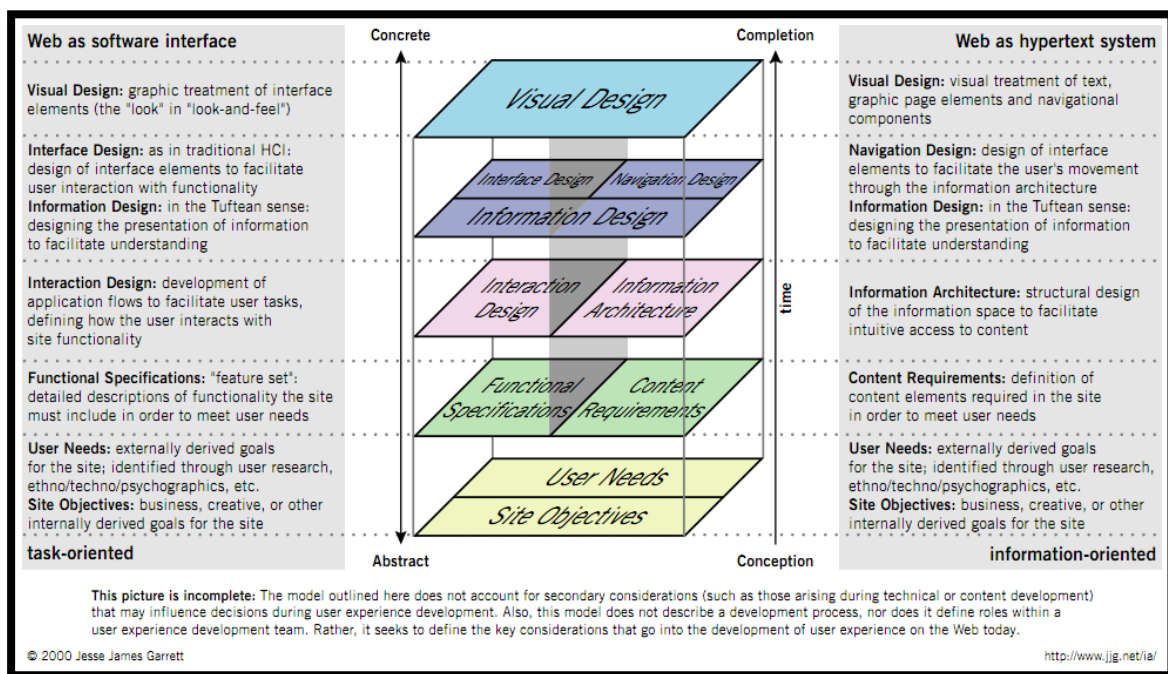 Web as software interface
Visual Design: graphic treatment of interface
elements (the "look" in "look-and-feel")
Interface Design: as in traditional HCI:
design of interface elements to facilitate
user interaction with functionality
Information Design: in the Tuftean sense:
designing the presentation of information
to facilitate understanding
Interaction Design: development of
application flows to facilitate user tasks,
defining how the user interacts with
site functionality
Functional Specifications: "feature set":
detailed descriptions of functionality the site
must include in order to meet user needs
User Needs: externally derived goals
for the site; identified through user research,
ethno/techno/psychographics, etc.
Site Objectives: business, creative, or other
internally derived goals for the site
task-oriented
Concrete
Completion
Visual Design
Interface Design
Navigation Design
Information Design
Interaction
Design
Information
Architecture
Functional
Specifications
Content
Requirements
User Needs
Site Objectives
time
Abstract
Conception
Web as hypertext system
Visual Design: visual treatment of text,
graphic page elements and navigational
components
Navigation Design: design of interface
elements to facilitate the user's movement
through the information architecture
Information Design: in the Tuftean sense:
designing the presentation of information
to facilitate understanding
Information Architecture: structural design
of the information space to facilitate
intuitive access to content
Content Requirements: definition of
content elements required in the site
in order to meet user needs
User Needs: externally derived goals
for the site; identified through user research,
ethno/techno/psychographics, etc.
Site Objectives: business, creative, or other
internally derived goals for the site
information-oriented
This picture is incomplete: The model outlined here does not account for secondary considerations (such as those arising during technical or content development)
that may influence decisions during user experience development. Also, this model does not describe a development process, nor does it define roles within a
user experience development team. Rather, it seeks to define the key considerations that go into the development of user experience on the Web today.
© 2000 Jesse James Garrett
http://www.jjg.net/ia/